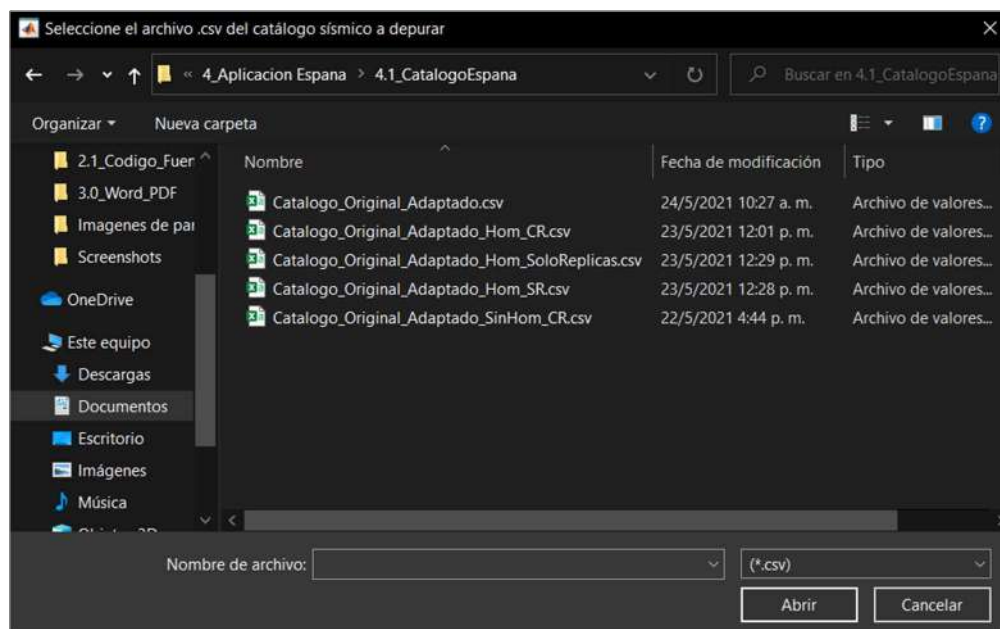 Seleccione el archivo .csv del catálogo sísmico a depurar
« 4_Aplicacion Espana > 4.1_CatalogoEspana
Buscar en 4.1_CatalogoEspana
Organizar
Nueva carpeta
2.1_Codigo_Fuer
3.0_Word_PDF
Imagenes de par
Screenshots
OneDrive
Este equipo
Descargas
Documentos
Escritorio
Imágenes
Música
Nombre Fecha de modificación Tipo
Catalogo_Original_Adaptado.csv 24/5/2021 10:27 a. m. Archivo de valores...
Catalogo_Original_Adaptado_Hom_CR.csv 23/5/2021 12:01 p. m. Archivo de valores...
Catalogo_Original_Adaptado_Hom_SoloReplicas.csv 23/5/2021 12:29 p. m. Archivo de valores...
Catalogo_Original_Adaptado_Hom_SR.csv 23/5/2021 12:28 p. m. Archivo de valores...
Catalogo_Original_Adaptado_SinHom_CR.csv 22/5/2021 4:44 p. m. Archivo de valores...
Nombre de archivo:
(*.csv)
Abrir
Cancelar